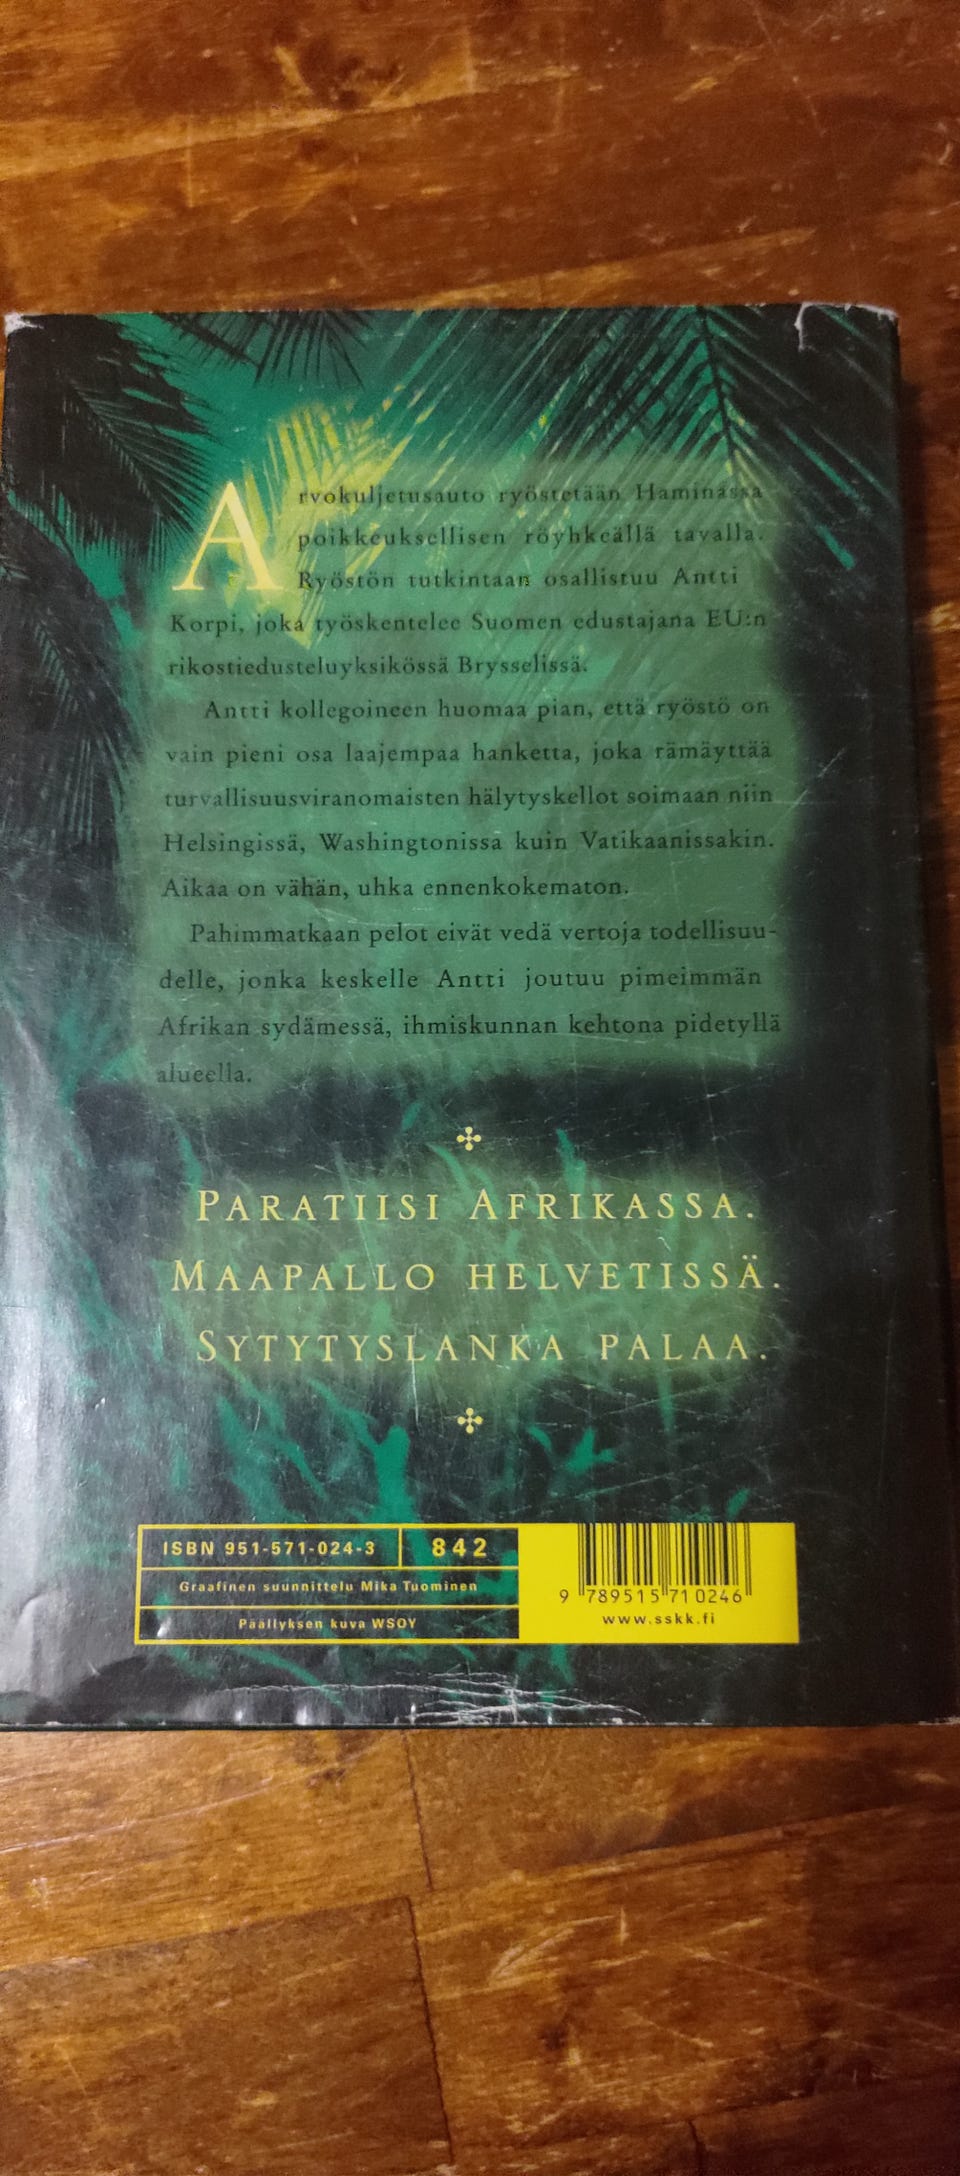 Arvokuljetusauto ryöstetään Haminassa
poikkeuksellisen röyhkeällä tavalla.
Ryöstön tutkintaan osallistuu Antti
Korpi, joka työskentelee Suomen edustajana EU:n
rikostiedusteluyksikössä Brysselissä.
Antti kollegoineen huomaa pian, että ryöstö on
vain pieni osa laajempaa hanketta, joka rämäyttää
turvallisuusviranomaisten hälytyskellot soimaan niin
Helsingissä, Washingtonissa kuin Vatikaanissakin.
Aikaa on vähän, uhka ennenkokematon.
Pahimmatkaan pelot eivät vedä vertoja todellisuu-
delle, jonka keskelle Antti joutuu pimeimmän
Afrikan sydämessä, ihmiskunnan kehtona pidetyllä
alueella.
PARATIISI AFRIKASSA.
MAAPALLO HELVETISSÄ.
SYTYTYSLANKA PALAA.
ISBN 951-571-024-3 842
Graafinen suunnittelu Mika Tuominen
Päällyksen kuva WSOY
9 789515 710246
www.sskk.fi